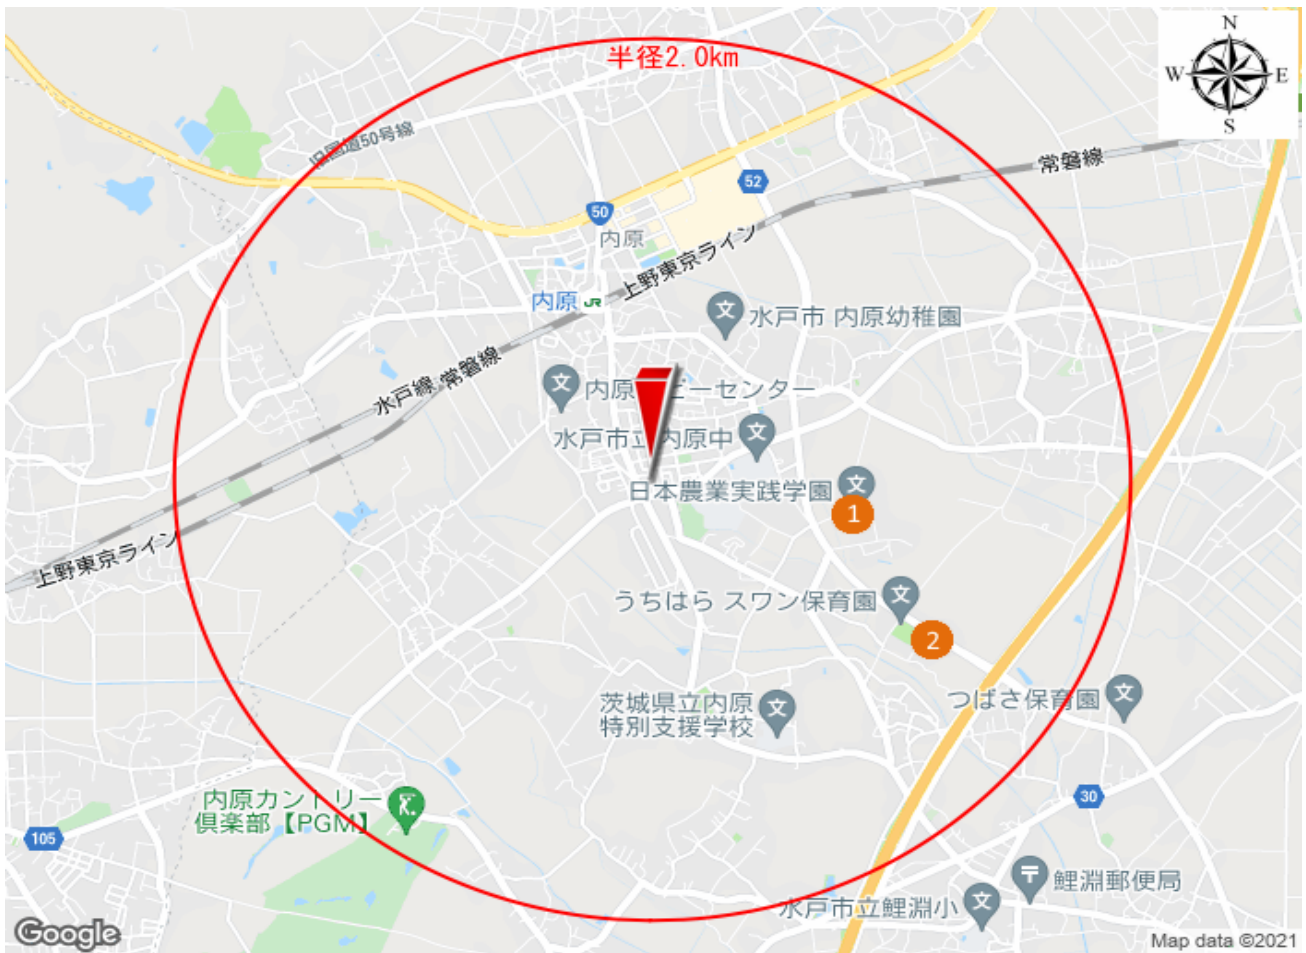 半径2.0km
N
W E
S
旧国道50号線
常磐線
52
50
内原
上野東京ライン
内原 JR
水戸市 内原幼稚園
水戸線 常磐線
内原 ビーセンター
水戸市立内原中
日本農業実践学園
1
上野東京ライン
うちはら スワン保育園
2
つばさ保育園
茨城県立内原
特別支援学校
30
内原カントリー
倶楽部【PGM】
105
鯉淵郵便局
水戸市立鯉淵小
Google
Map data ©2021